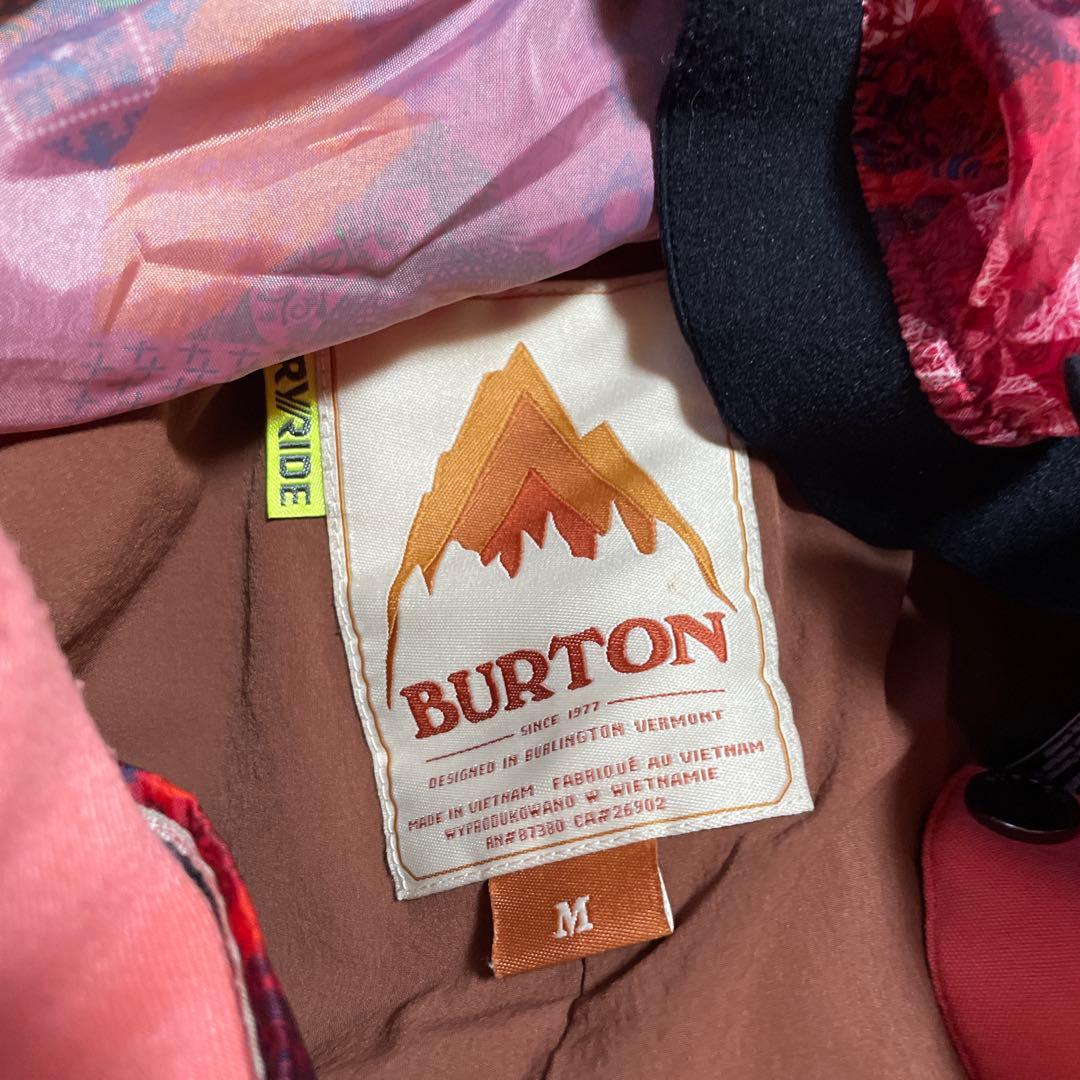 RY///RIDE
BURTON
SINCE 1977
DESIGNED IN BURLINGTON VERMONT
MADE IN VIETNAM FABRIQUÉ AU VIETNAM
WYPRODUKOWANO W WIETNAMIE
RN#87380 CA#26902
M